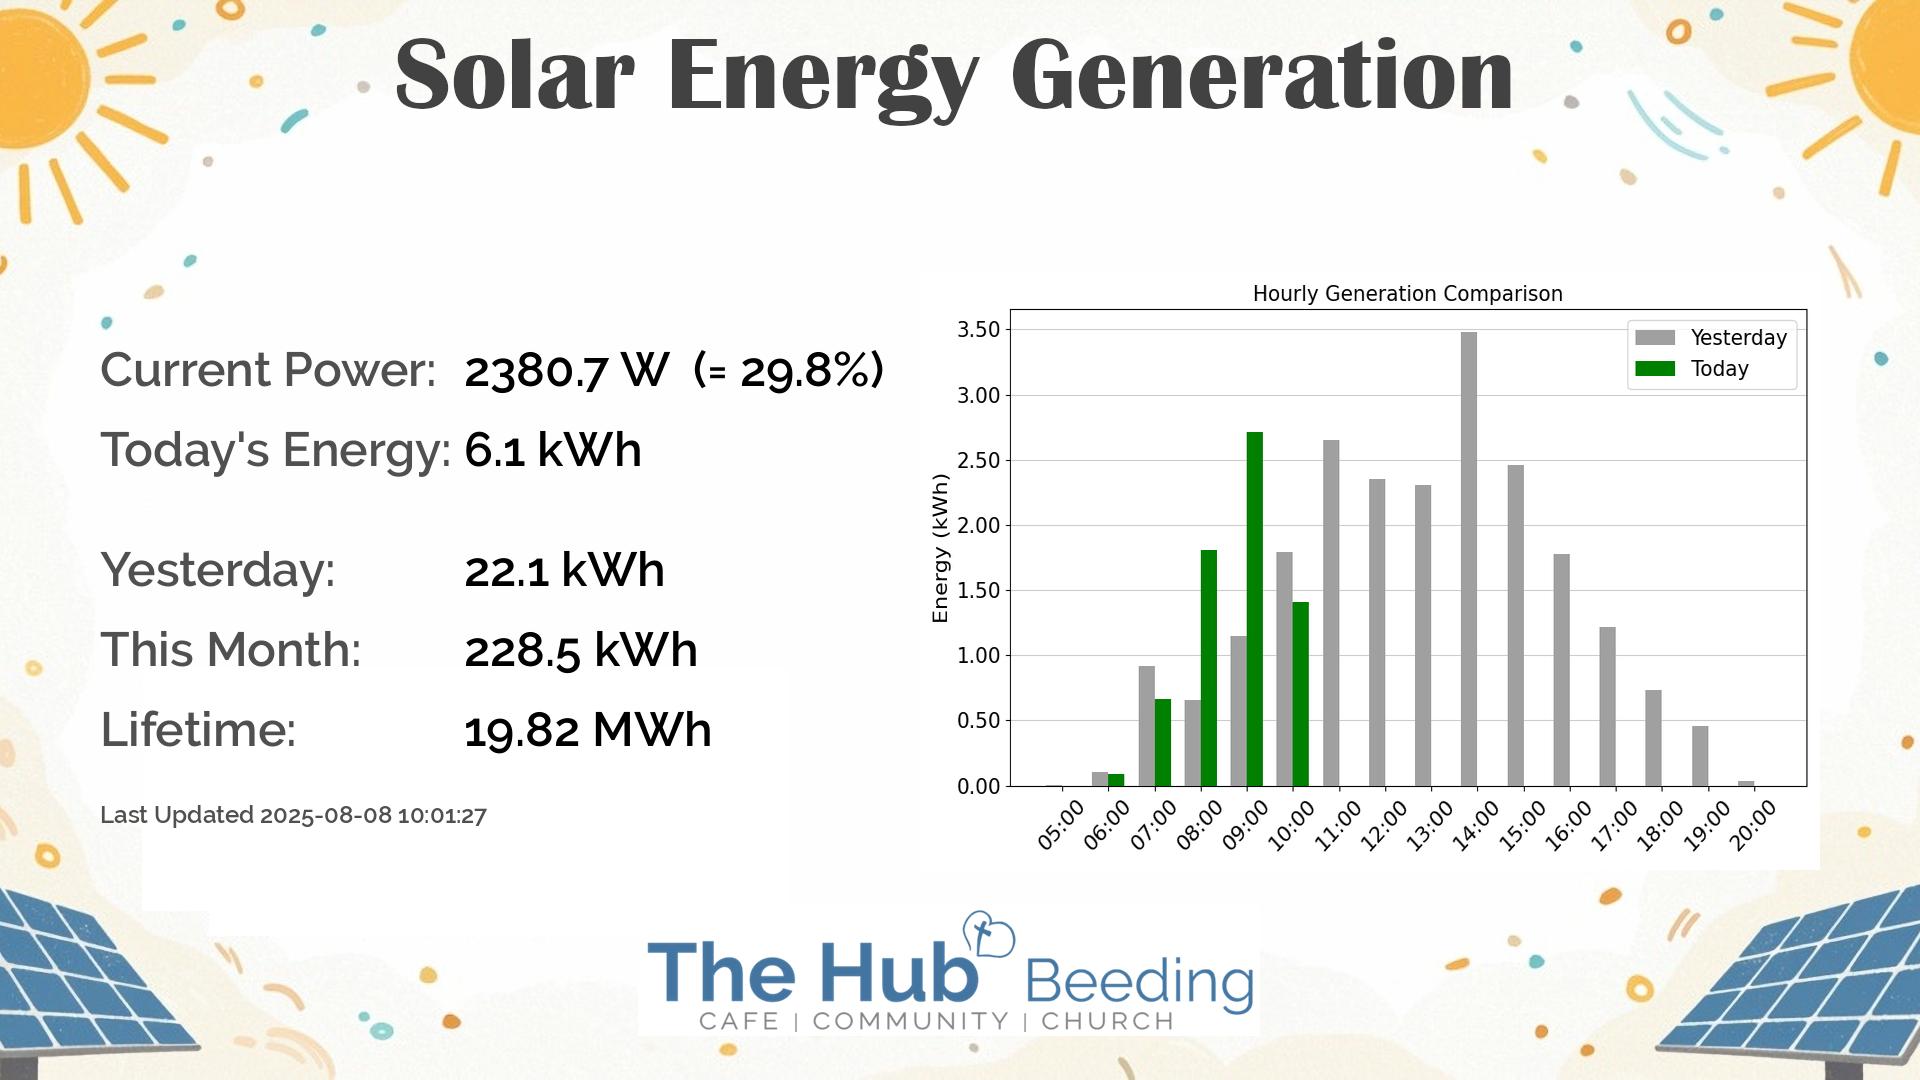 Solar Energy Generation
Current Power: 2380.7 W (= 29.8%)
Today's Energy: 6.1 kWh
Yesterday: 22.1 kWh
This Month: 228.5 kWh
Lifetime: 19.82 MWh
Last Updated 2025-08-08 10:01:27
Hourly Generation Comparison
Yesterday
Today
Energy (kWh)
3.50
3.00
2.50
2.00
1.50
1.00
0.50
0.00
05:00 06:00 07:00 08:00 09:00 10:00 11:00 12:00 13:00 14:00 15:00 16:00 17:00 18:00 19:00 20:00
The Hub Beeding
CAFE | COMMUNITY | CHURCH